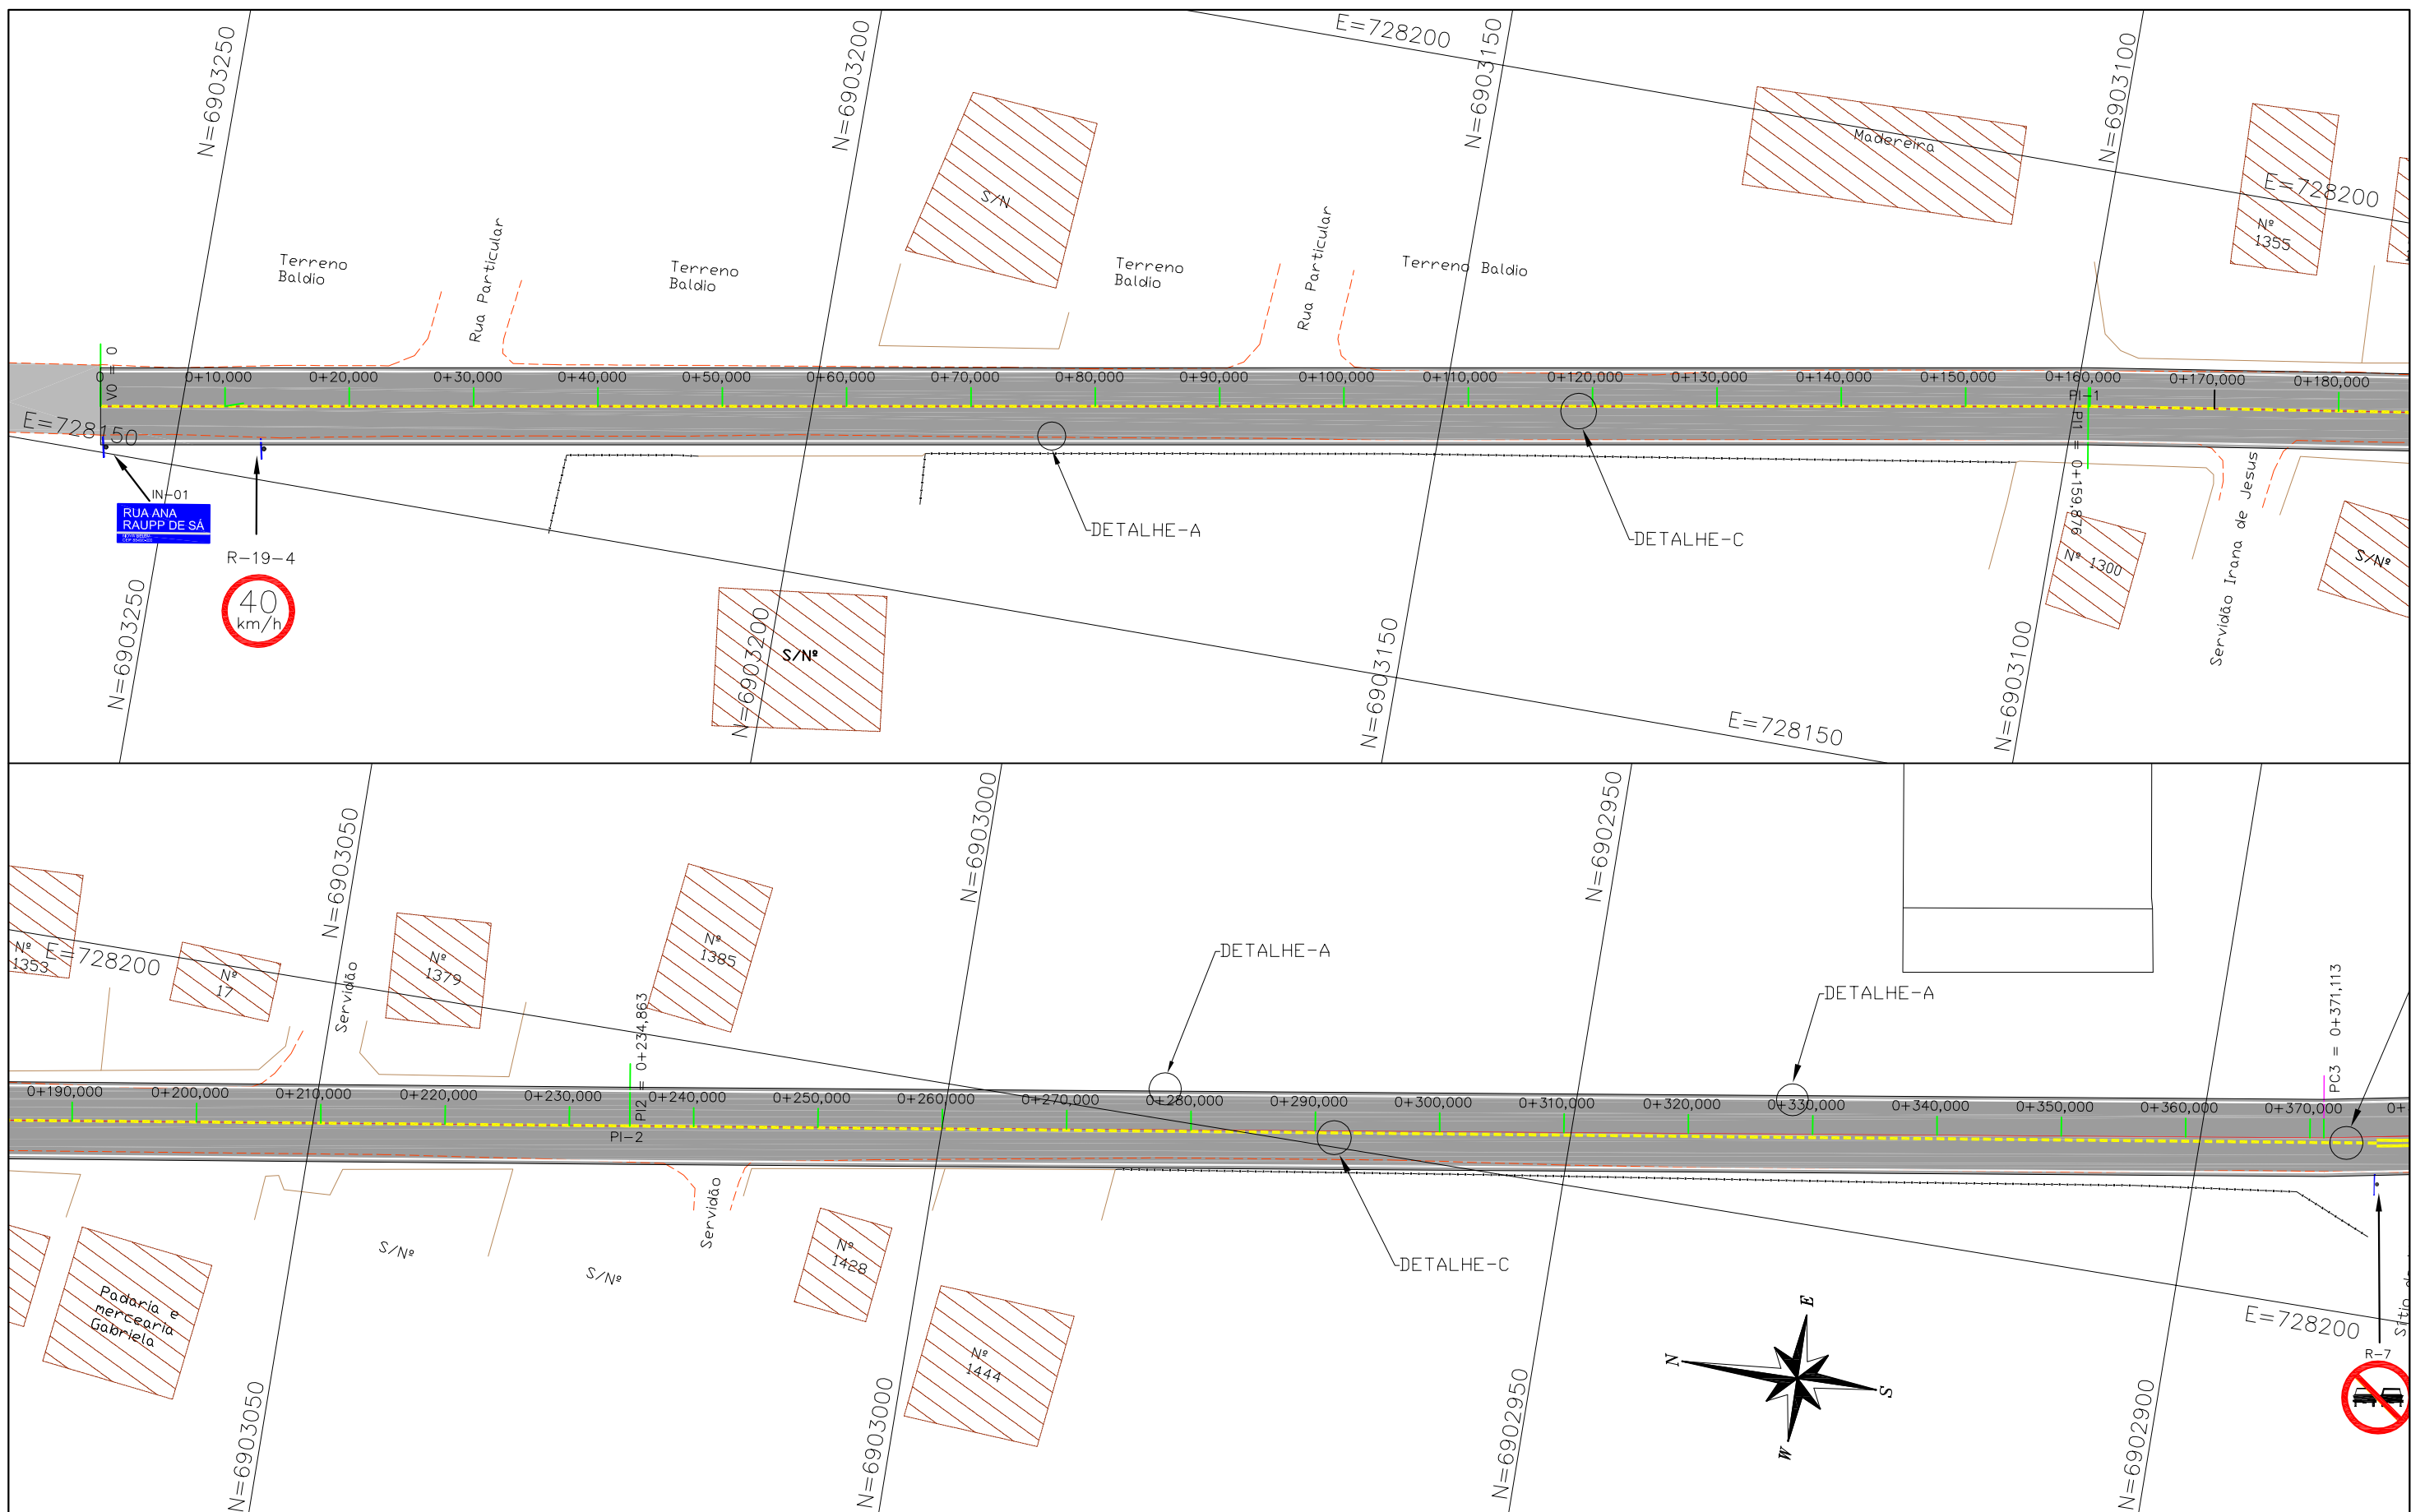 E=728200
N=6903250
N=6903200
N=6903150
N=6903100
Madereira
E=728200
Nº
1355
S/N
Terreno
Baldio
Rua Particular
Terreno
Baldio
Terreno
Baldio
Rua Particular
Terreno Baldio
V0 = 0
0
0+10,000
0+20,000
0+30,000
0+40,000
0+50,000
0+60,000
0+70,000
0+80,000
0+90,000
0+100,000
0+110,000
0+120,000
0+130,000
0+140,000
0+150,000
0+160,000
0+170,000
0+180,000
PI-1
PI1 = 0+159,876
E=728150
IN-01
RUA ANA
RAUPP DE SÁ
R-19-4
40
km/h
DETALHE-A
DETALHE-C
Servidão Irana de Jesus
Nº 1300
S/Nº
S/Nº
N=6903250
N=6903200
N=6903150
N=6903100
E=728150
N=6903050
N=6903000
N=6902950
Nº
1353
E=728200
Nº
17
Servidão
Nº
1379
Nº
1385
DETALHE-A
DETALHE-A
PI2 = 0+234,863
PC3 = 0+371,113
0+190,000
0+200,000
0+210,000
0+220,000
0+230,000
0+240,000
0+250,000
0+260,000
0+270,000
0+280,000
0+290,000
0+300,000
0+310,000
0+320,000
0+330,000
0+340,000
0+350,000
0+360,000
0+370,000
0+
PI-2
Servidão
S/Nº
S/Nº
Nº
1428
DETALHE-C
Padaria e
mercearia
Gabriela
Nº
1444
E
N
S
W
E=728200
Sítio
R-7
N=6903050
N=6903000
N=6902950
N=6902900